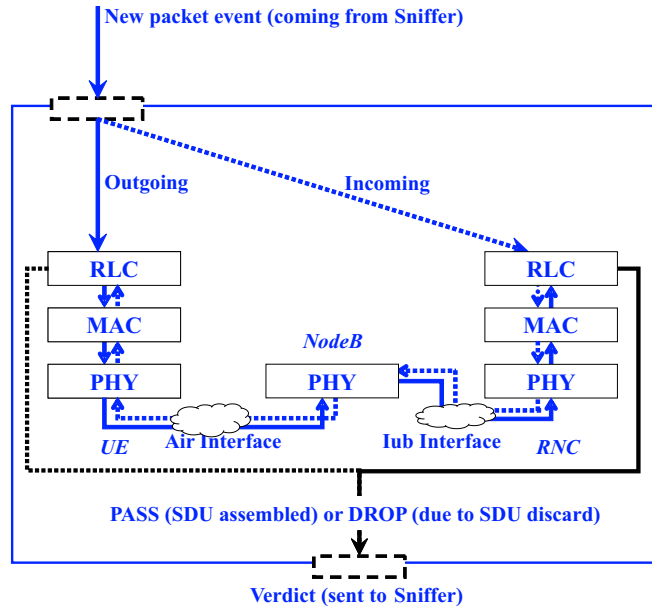 New packet event (coming from Sniffer)
Outgoing
Incoming
RLC
RLC
MAC
MAC
NodeB
PHY
PHY
PHY
UE
Air Interface
Iub Interface
RNC
PASS (SDU assembled) or DROP (due to SDU discard)
Verdict (sent to Sniffer)